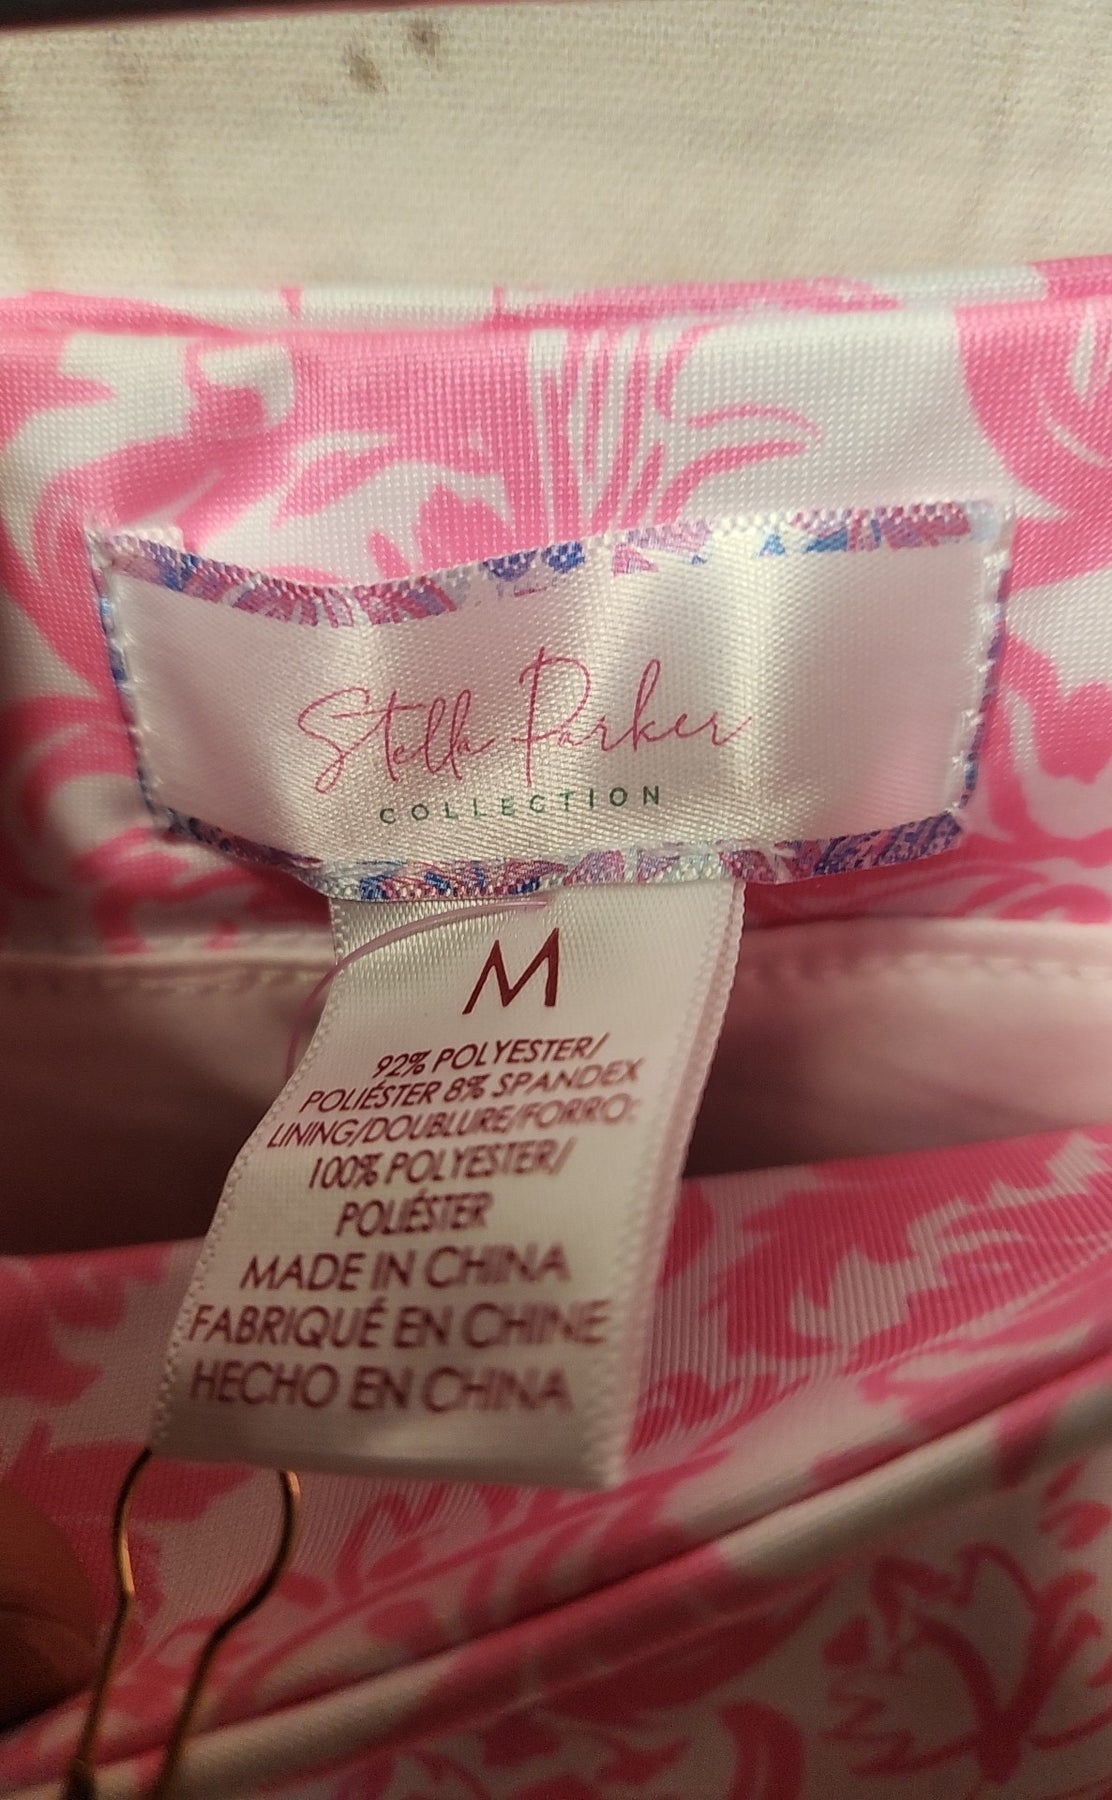 Stella Parker
COLLECTION
M
92% POLYESTER/
POLIÉSTER 8% SPANDEX
LINING/DOUBLURE/FORRO:
100% POLYESTER/
POLIÉSTER
MADE IN CHINA
FABRIQUÉ EN CHINE
HECHO EN CHINA